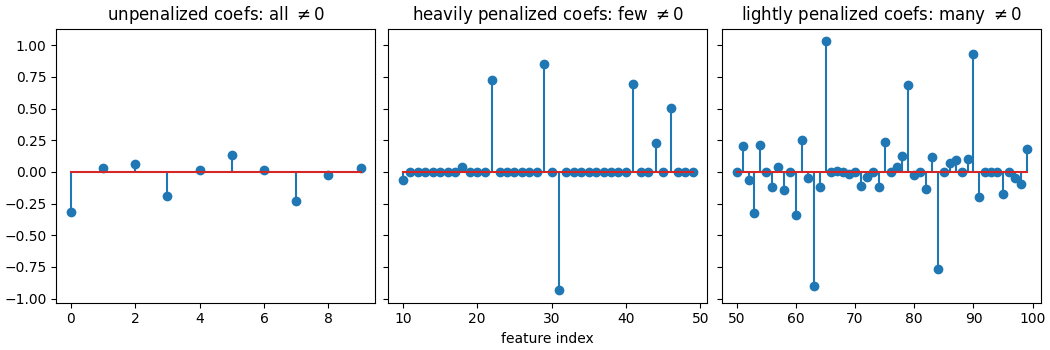 unpenalized coefs: all ≠0
heavily penalized coefs: few ≠0
lightly penalized coefs: many ≠0
1.00
0.75
0.50
0.25
0.00
−0.25
−0.50
−0.75
−1.00
0 2 4 6 8
10 20 30 40 50
50 60 70 80 90 100
feature index